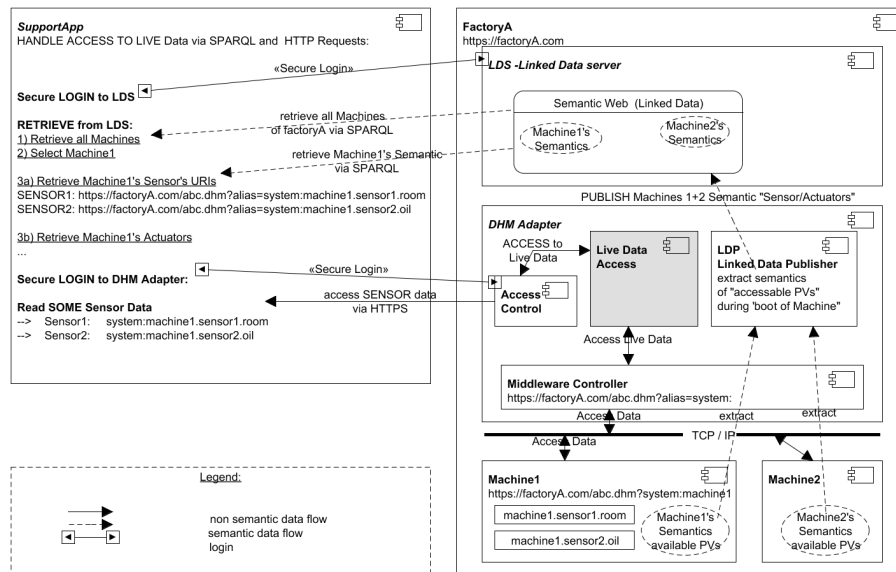 SupportApp
HANDLE ACCESS TO LIVE Data via SPARQL and HTTP Requests:
«Secure Login»
Secure LOGIN to LDS
RETRIEVE from LDS:
1) Retrieve all Machines
2) Select Machine1
retrieve all Machines
of factoryA via SPARQL
retrieve Machine1's Semantic
via SPARQL
3a) Retrieve Machine1's Sensor's URIs
SENSOR1: https://factoryA.com/abc.dhm?alias=system:machine1.sensor1.room
SENSOR2: https://factoryA.com/abc.dhm?alias=system:machine1.sensor2.oil
3b) Retrieve Machine1's Actuators
...
Secure LOGIN to DHM Adapter:
«Secure Login»
Read SOME Sensor Data
--> Sensor1: system:machine1.sensor1.room
--> Sensor2: system:machine1.sensor2.oil
access SENSOR data
via HTTPS
FactoryA
https://factoryA.com
LDS -Linked Data server
Semantic Web (Linked Data)
Machine1's
Semantics
Machine2's
Semantics
PUBLISH Machines 1+2 Semantic "Sensor/Actuators"
DHM Adapter
ACCESS to
Live Data
Access
Control
Live Data
Access
LDP
Linked Data Publisher
extract semantics
of "accessable PVs"
during 'boot of Machine"
Access Live Data
Middleware Controller
https://factoryA.com/abc.dhm?alias=system:
Access Data
extract
extract
TCP / IP
Access Data
Machine1
https://factoryA.com/abc.dhm?system:machine1
machine1.sensor1.room
machine1.sensor2.oil
Machine1's
Semantics
available PVs
Machine2
Machine2's
Semantics
available PVs
Legend:
non semantic data flow
semantic data flow
login